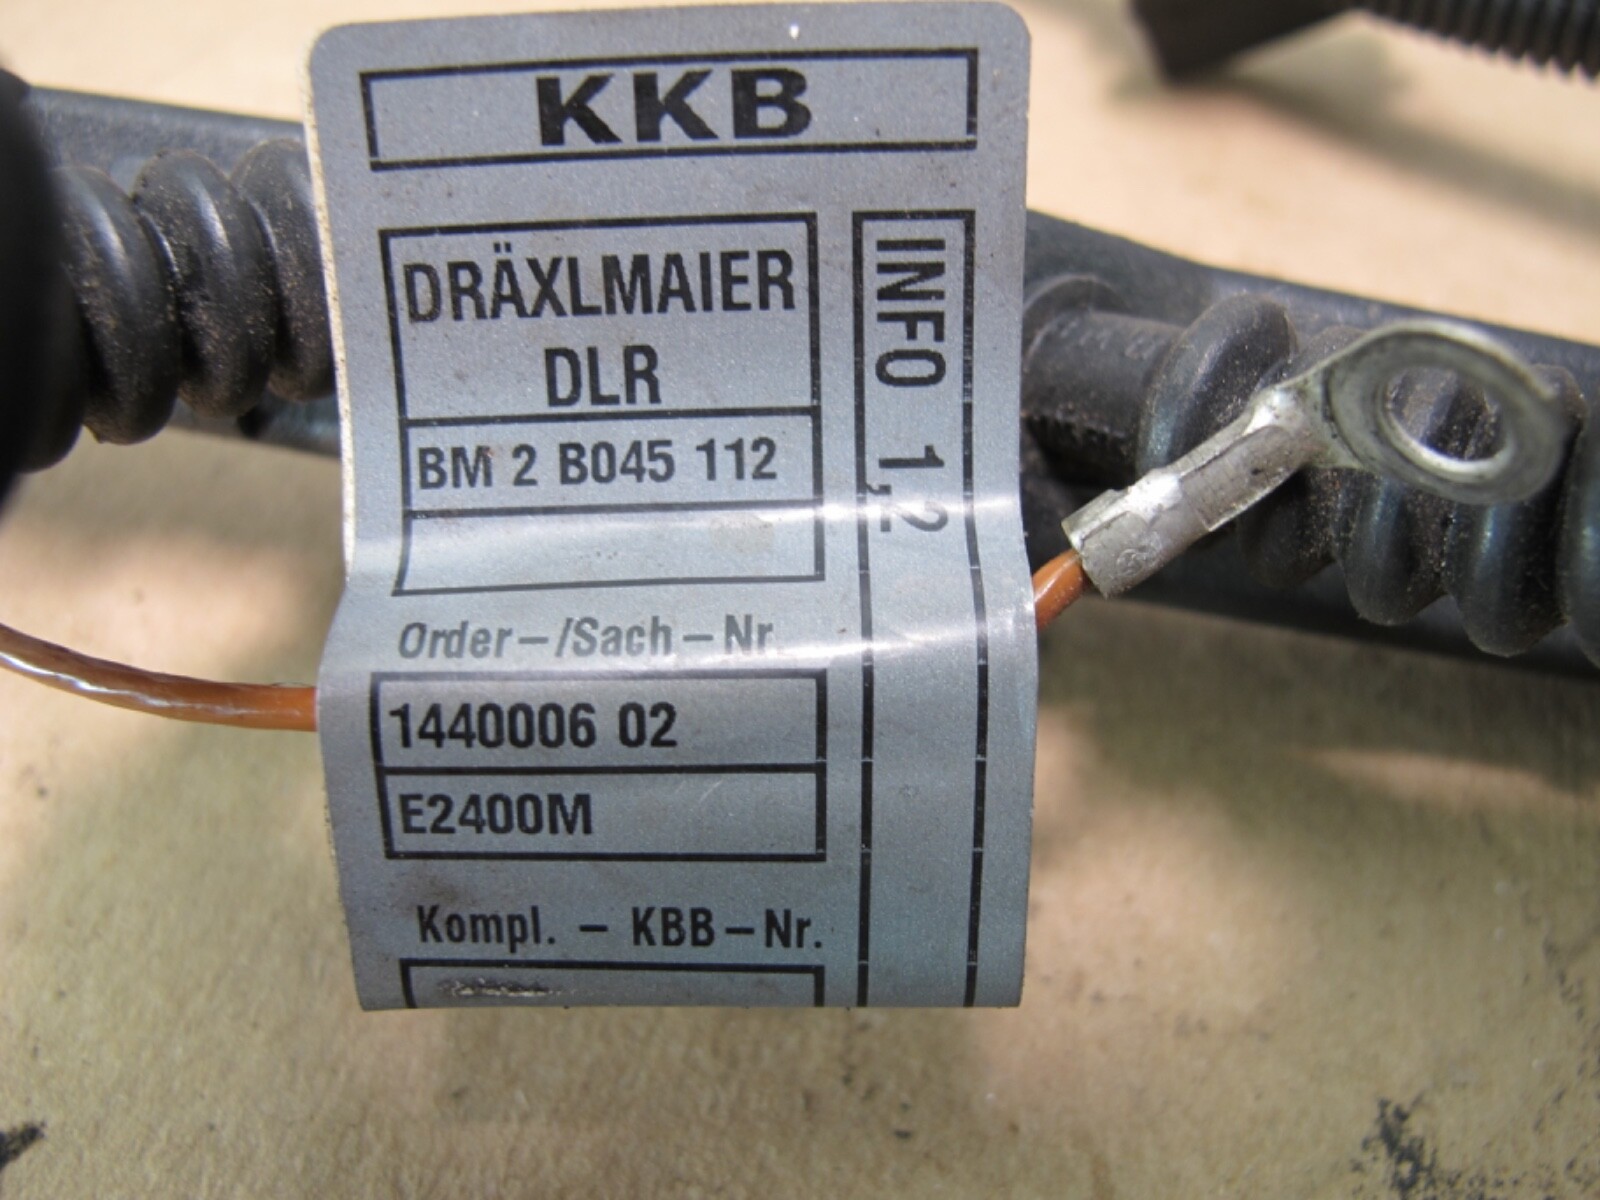 KKB
DRÄXLMAIER
DLR
BM 2 B045 112
INFO 1,2
Order-/Sach-Nr.
1440006 02
E2400M
Kompl. - KBB-Nr.